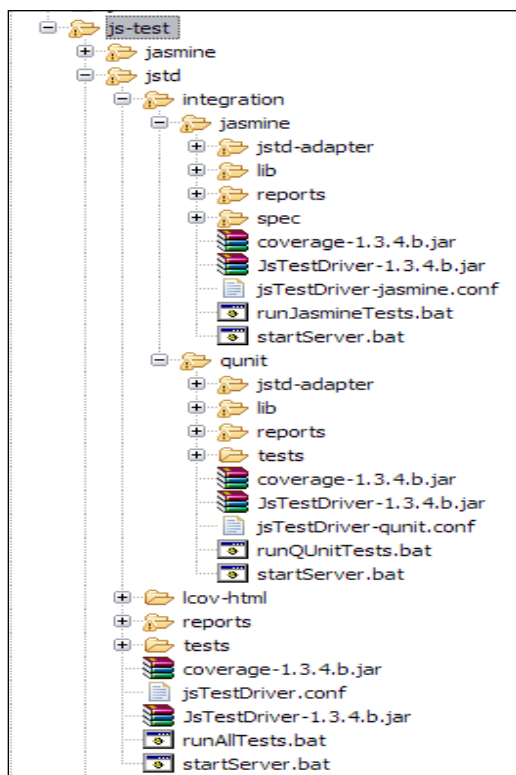 js-test
jasmine
jstd
integration
jasmine
jstd-adapter
lib
reports
spec
coverage-1.3.4.b.jar
JsTestDriver-1.3.4.b.jar
jsTestDriver-jasmine.conf
runJasmineTests.bat
startServer.bat
qunit
jstd-adapter
lib
reports
tests
coverage-1.3.4.b.jar
JsTestDriver-1.3.4.b.jar
jsTestDriver-qunit.conf
runQUnitTests.bat
startServer.bat
lcov-html
reports
tests
coverage-1.3.4.b.jar
jsTestDriver.conf
JsTestDriver-1.3.4.b.jar
runAllTests.bat
startServer.bat